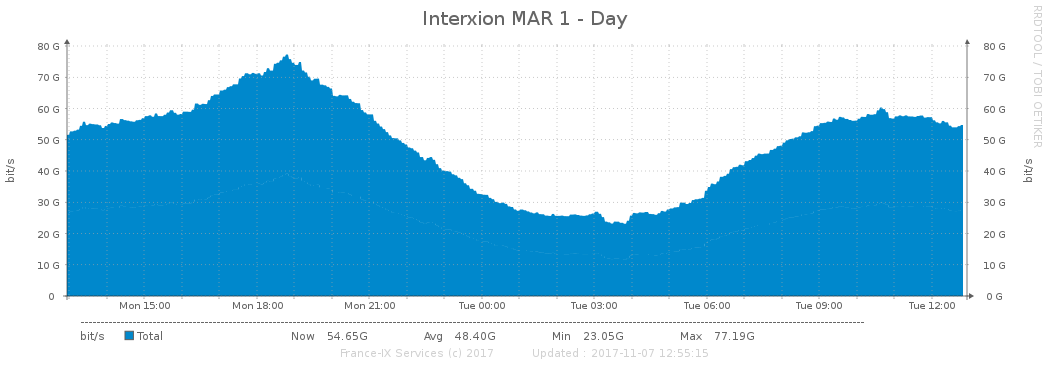 Interxion MAR 1 - Day
RRDTOOL / TOBI OETIKER
80 G 80 G
70 G 70 G
60 G 60 G
50 G 50 G
40 G 40 G
30 G 30 G
20 G 20 G
10 G 10 G
0 0 G
bit/s bit/s
Mon 15:00 Mon 18:00 Mon 21:00 Tue 00:00 Tue 03:00 Tue 06:00 Tue 09:00 Tue 12:00
bit/s Total Now 54.65G Avg 48.40G Min 23.05G Max 77.19G
France-IX Services (c) 2017 Updated : 2017-11-07 12:55:15